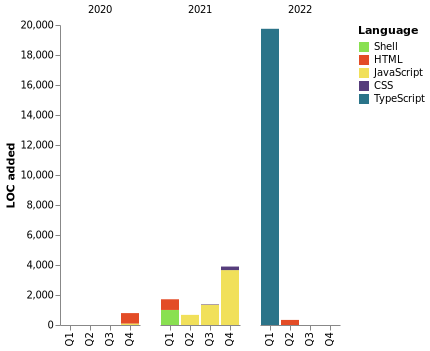 2020 2021 2022
Language
Shell
HTML
JavaScript
CSS
TypeScript
LOC added
20,000
18,000
16,000
14,000
12,000
10,000
8,000
6,000
4,000
2,000
0
Q1 Q2 Q3 Q4 Q1 Q2 Q3 Q4 Q1 Q2 Q3 Q4